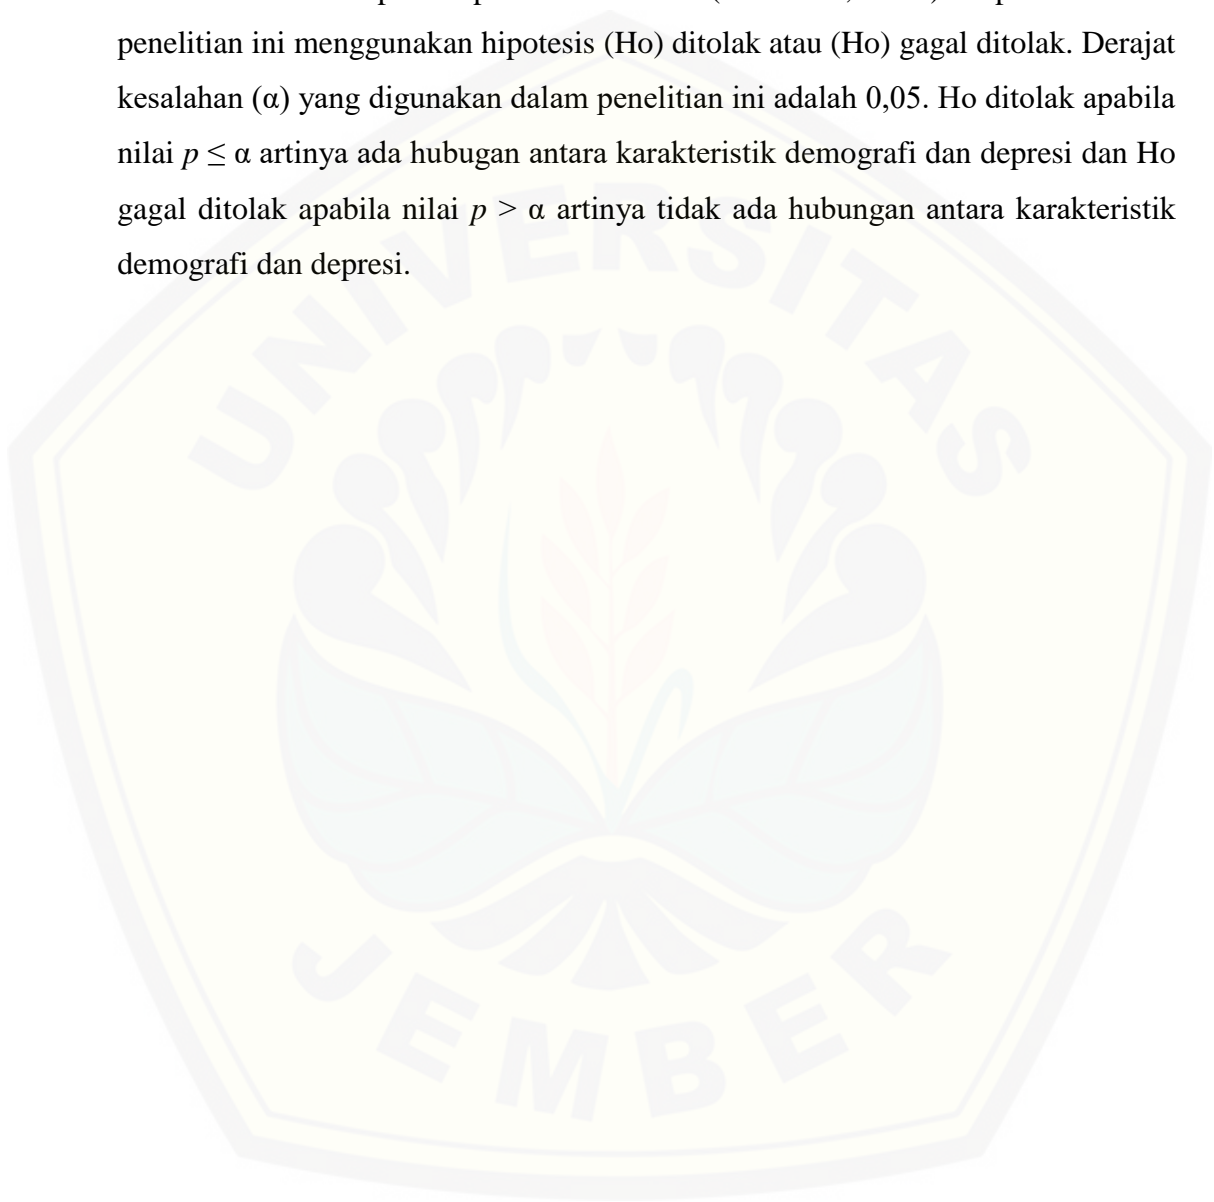 penelitian ini menggunakan hipotesis (Ho) ditolak atau (Ho) gagal ditolak. Derajat
kesalahan (α) yang digunakan dalam penelitian ini adalah 0,05. Ho ditolak apabila
nilai p ≤ α artinya ada hubugan antara karakteristik demografi dan depresi dan Ho
gagal ditolak apabila nilai p > α artinya tidak ada hubungan antara karakteristik
demografi dan depresi.
UNIVERSITAS
JEMBER